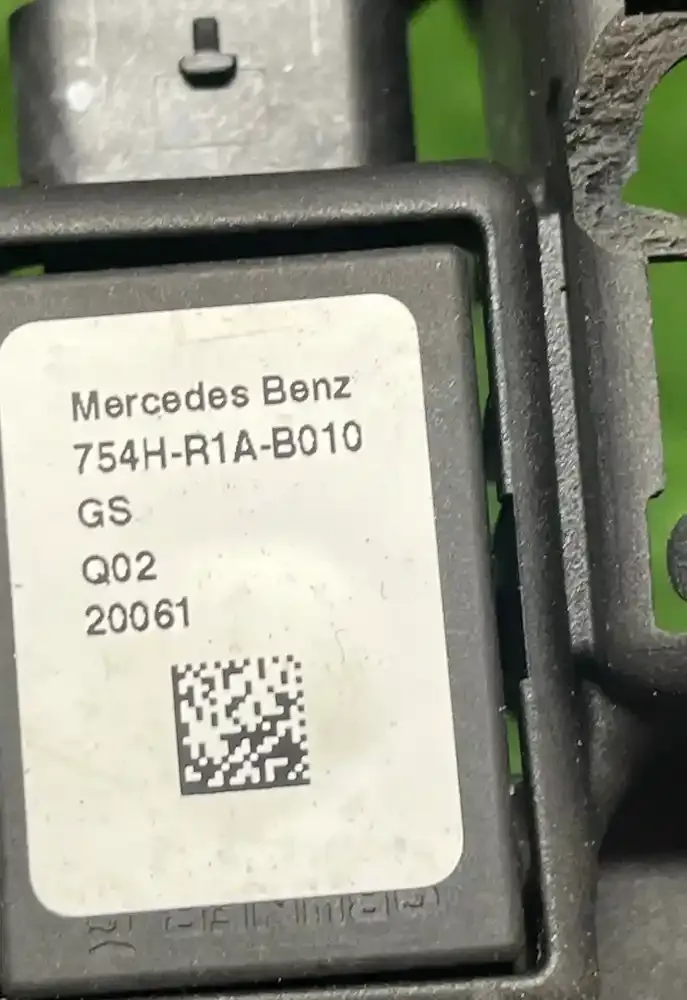 Mercedes Benz
754H-R1A-B010
GS
Q02
20061